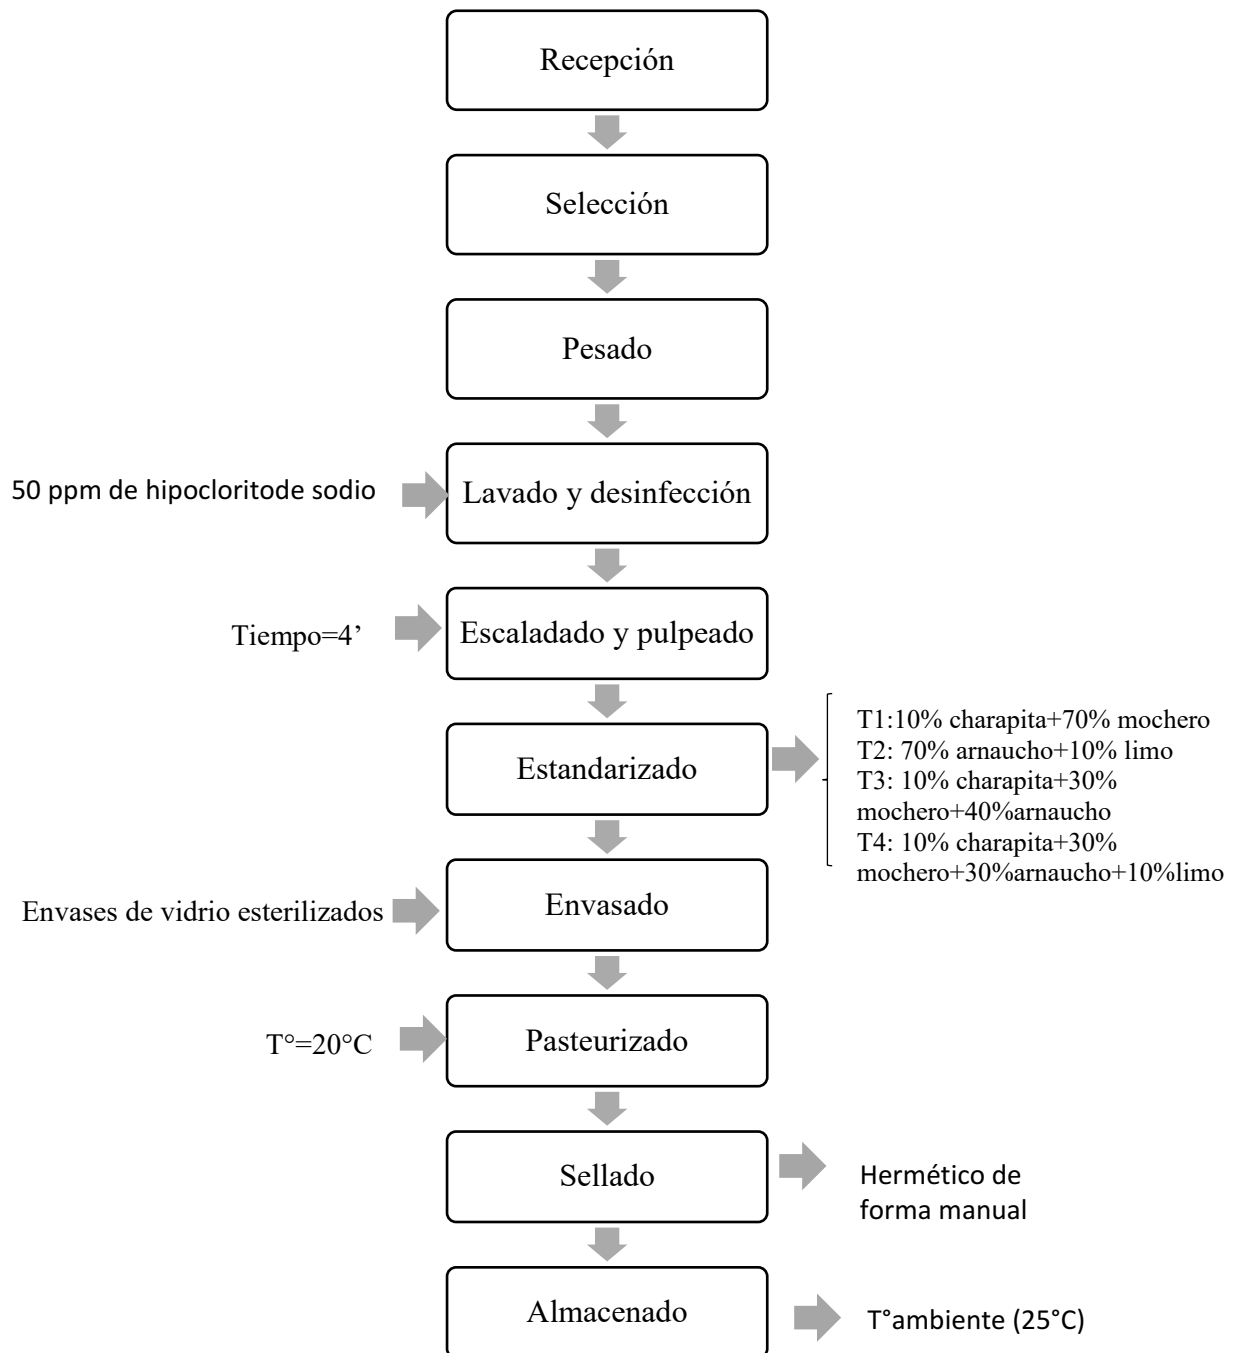 Recepción
Selección
Pesado
50 ppm de hipocloritode sodio
Lavado y desinfección
Tiempo=4’
Escaladado y pulpeado
Estandarizado
T1:10% charapita+70% mochero
T2: 70% arnaucho+10% limo
T3: 10% charapita+30%
mochero+40%arnaucho
T4: 10% charapita+30%
mochero+30%arnaucho+10%limo
Envases de vidrio esterilizados
Envasado
T°=20°C
Pasteurizado
Sellado
Hermético de
forma manual
Almacenado
T°ambiente (25°C)